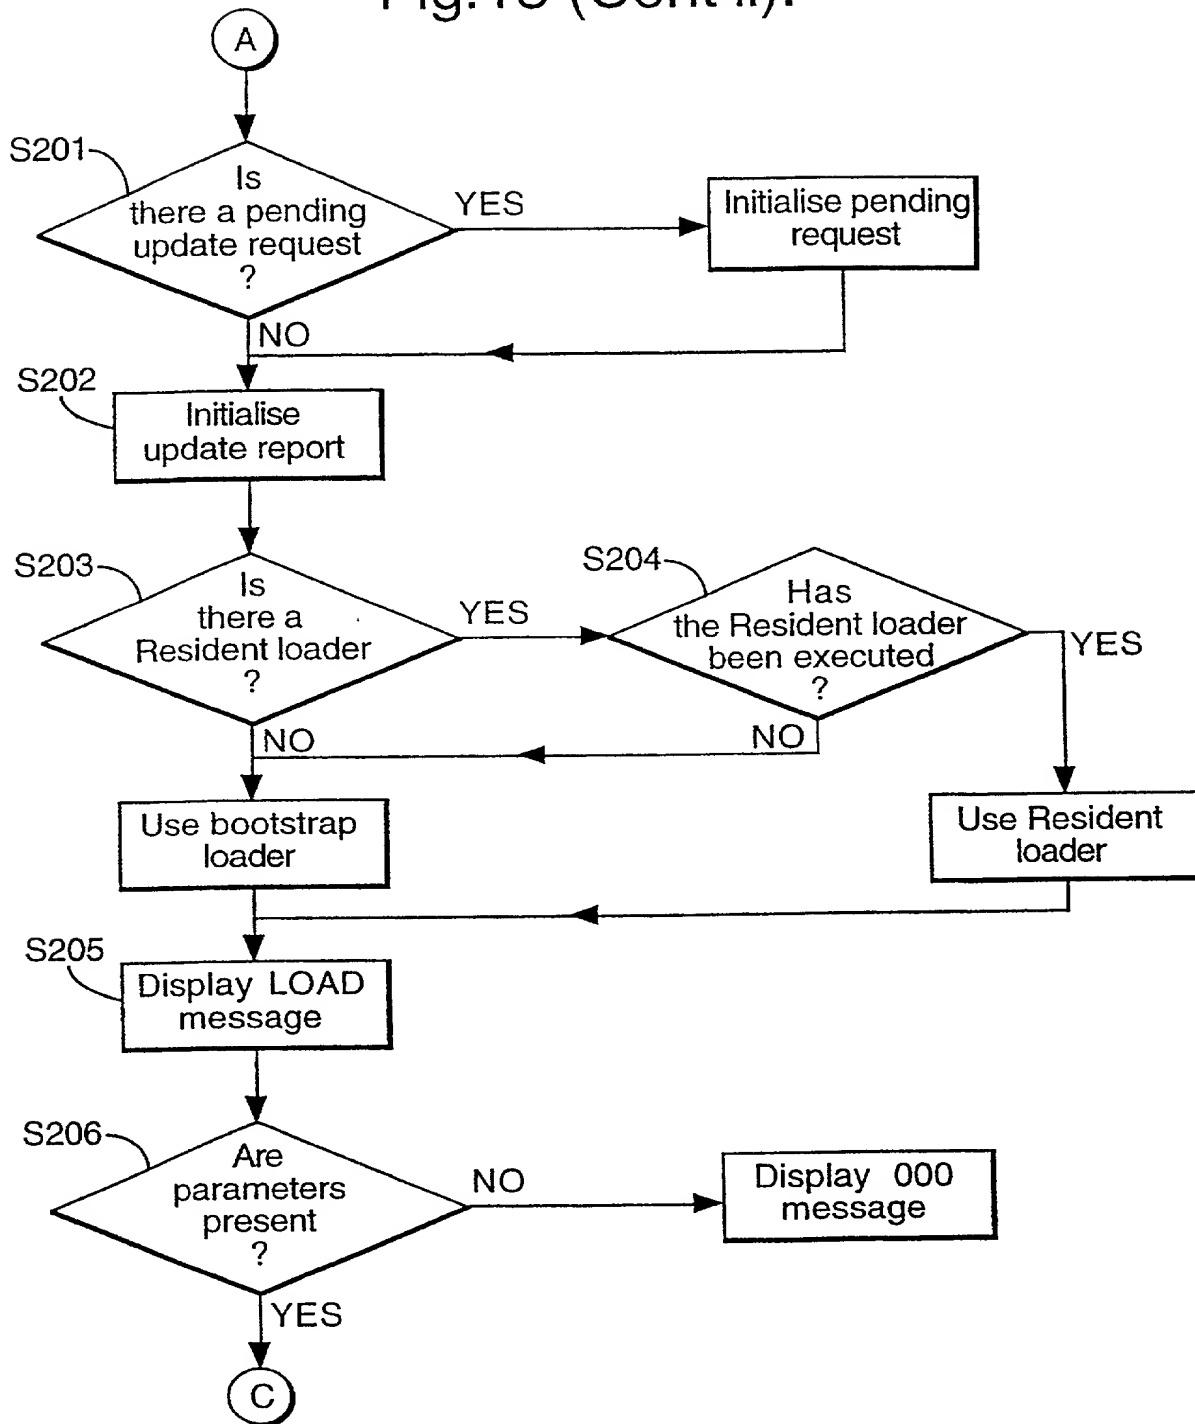 (Cont
A
S201
Is
there a pending
update request
?
YES
Initialise pending
request
NO
S202
Initialise
update report
S203
Is
there a
Resident loader
?
YES
S204
Has
the Resident loader
been executed
?
YES
NO
NO
Use bootstrap
loader
Use Resident
loader
S205
Display LOAD
message
S206
Are
parameters
present
?
NO
Display 000
message
YES
C